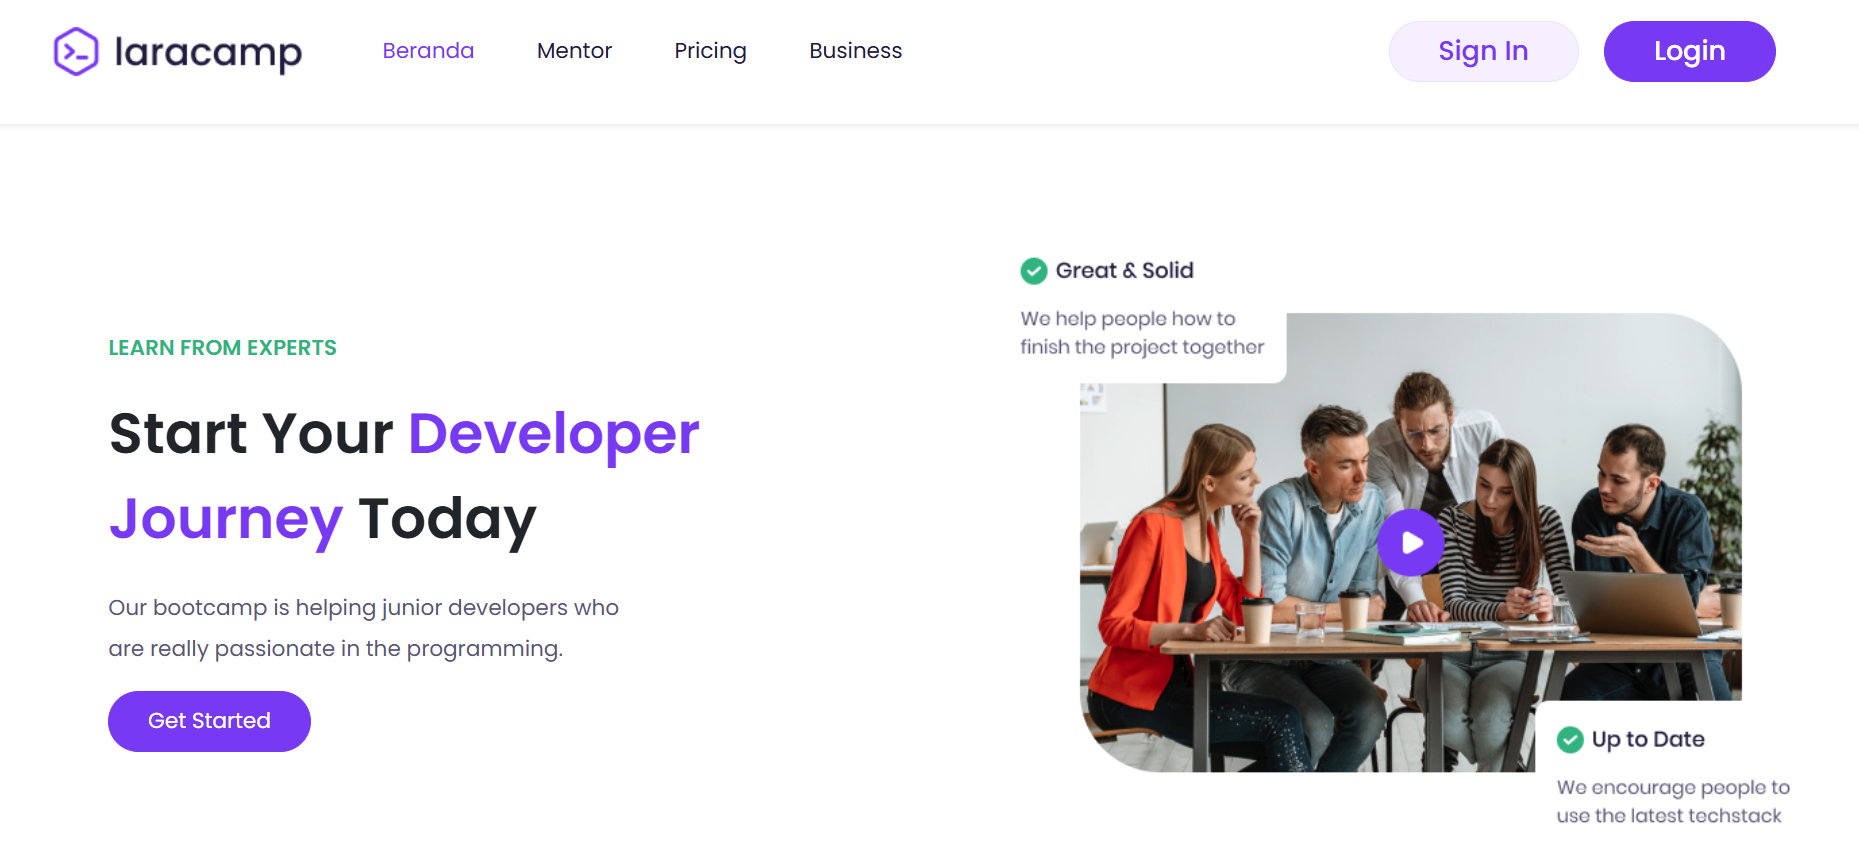 laracamp
Beranda
Mentor
Pricing
Business
Sign In
Login
LEARN FROM EXPERTS
Start Your Developer
Journey Today
Our bootcamp is helping junior developers who
are really passionate in the programming.
Get Started
Great & Solid
We help people how to
finish the project together
Up to Date
We encourage people to
use the latest techstack